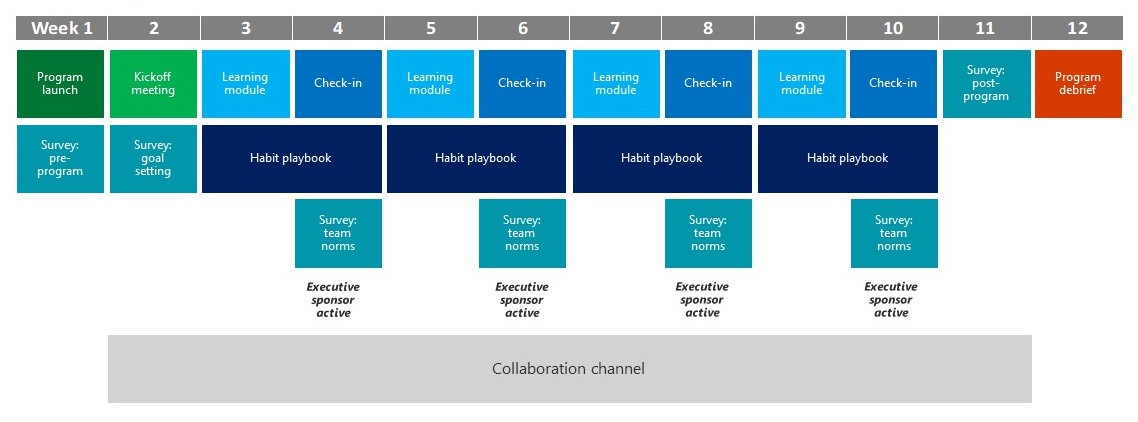 Week 1 2 3 4 5 6 7 8 9 10 11 12
Program
launch
Kickoff
meeting
Learning
module
Check-in
Learning
module
Check-in
Learning
module
Check-in
Learning
module
Check-in
Survey:
post-
program
Program
debrief
Survey:
pre-
program
Survey:
goal
setting
Habit playbook
Habit playbook
Habit playbook
Habit playbook
Survey:
team
norms
Survey:
team
norms
Survey:
team
norms
Survey:
team
norms
Executive
sponsor
active
Executive
sponsor
active
Executive
sponsor
active
Executive
sponsor
active
Collaboration channel